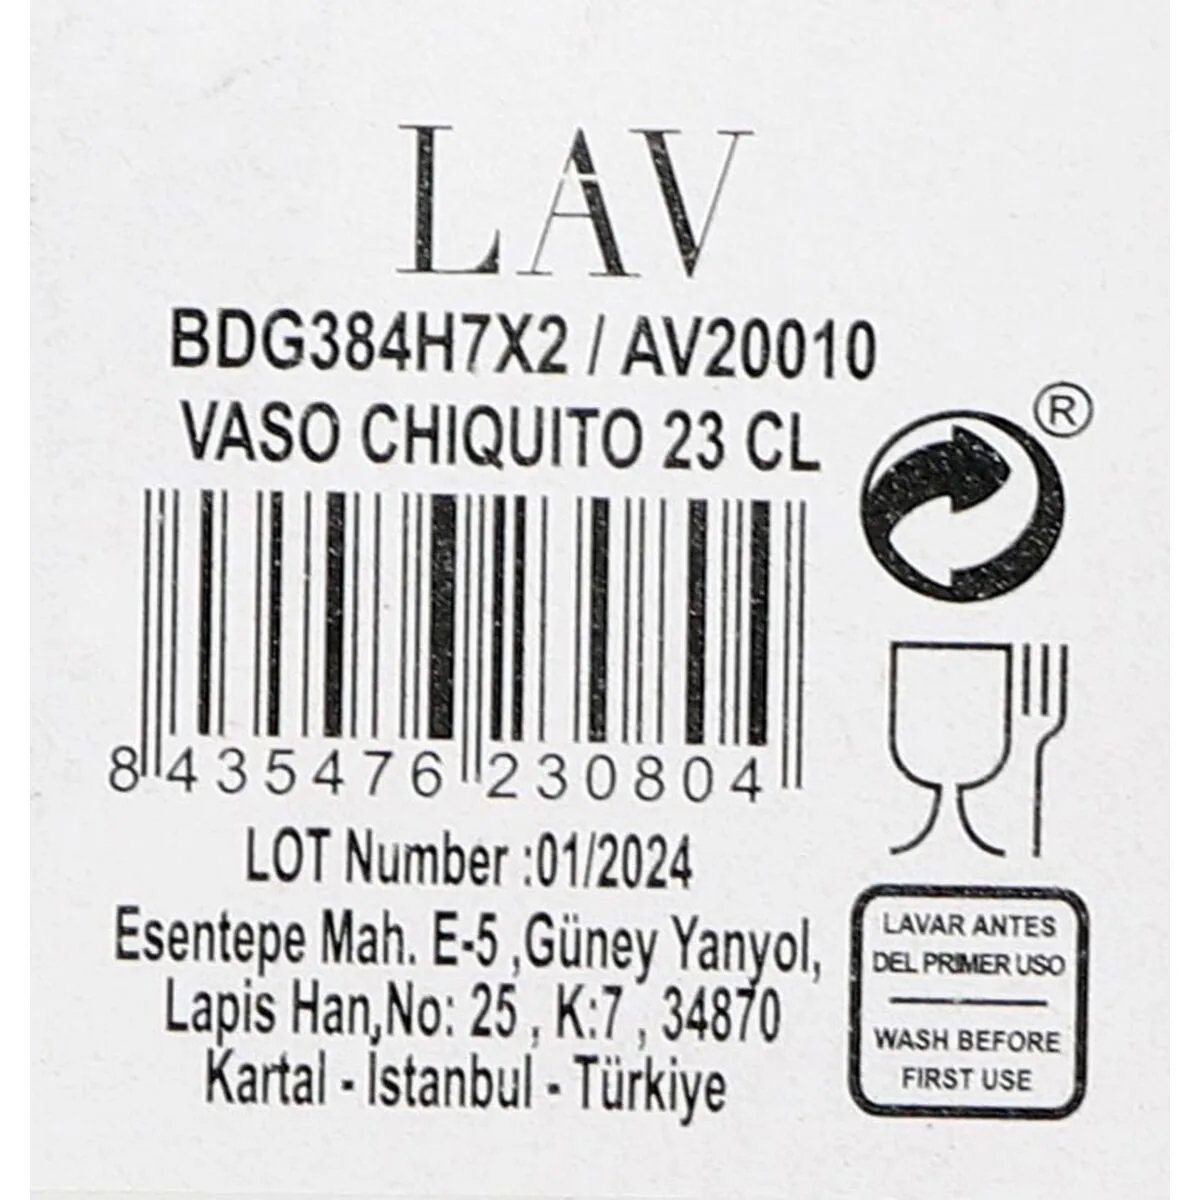 LAV
BDG384H7X2 / AV20010
VASO CHIQUITO 23 CL
®
8 435476 230804
LOT Number :01/2024
Esentepe Mah. E-5 ,Güney Yanyol,
Lapis Han,No: 25 , K:7 , 34870
Kartal - İstanbul - Türkiye
LAVAR ANTES
DEL PRIMER USO
WASH BEFORE
FIRST USE